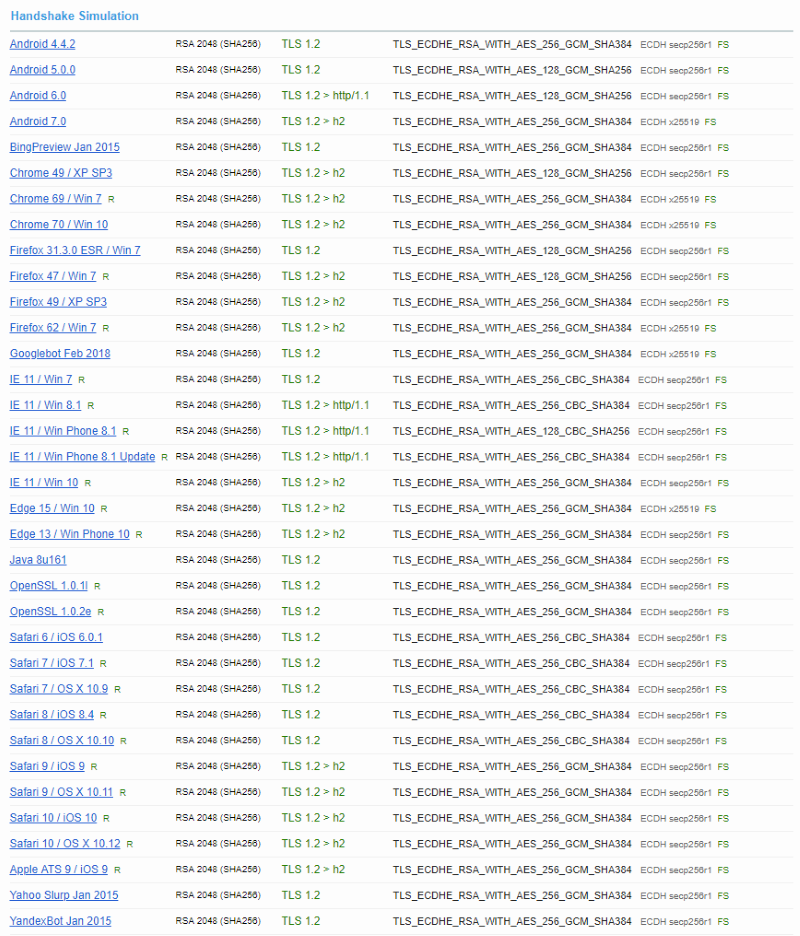 Handshake Simulation
Android 4.4.2 RSA 2048 (SHA256) TLS 1.2 TLS_ECDHE_RSA_WITH_AES_256_GCM_SHA384 ECDH secp256r1 FS
Android 5.0.0 RSA 2048 (SHA256) TLS 1.2 TLS_ECDHE_RSA_WITH_AES_128_GCM_SHA256 ECDH secp256r1 FS
Android 6.0 RSA 2048 (SHA256) TLS 1.2 > http/1.1 TLS_ECDHE_RSA_WITH_AES_128_GCM_SHA256 ECDH secp256r1 FS
Android 7.0 RSA 2048 (SHA256) TLS 1.2 > h2 TLS_ECDHE_RSA_WITH_AES_256_GCM_SHA384 ECDH x25519 FS
BingPreview Jan 2015 RSA 2048 (SHA256) TLS 1.2 TLS_ECDHE_RSA_WITH_AES_256_GCM_SHA384 ECDH secp256r1 FS
Chrome 49 / XP SP3 RSA 2048 (SHA256) TLS 1.2 > h2 TLS_ECDHE_RSA_WITH_AES_128_GCM_SHA256 ECDH secp256r1 FS
Chrome 69 / Win 7 R RSA 2048 (SHA256) TLS 1.2 > h2 TLS_ECDHE_RSA_WITH_AES_256_GCM_SHA384 ECDH x25519 FS
Chrome 70 / Win 10 RSA 2048 (SHA256) TLS 1.2 > h2 TLS_ECDHE_RSA_WITH_AES_256_GCM_SHA384 ECDH x25519 FS
Firefox 31.3.0 ESR / Win 7 RSA 2048 (SHA256) TLS 1.2 TLS_ECDHE_RSA_WITH_AES_128_GCM_SHA256 ECDH secp256r1 FS
Firefox 47 / Win 7 R RSA 2048 (SHA256) TLS 1.2 > h2 TLS_ECDHE_RSA_WITH_AES_128_GCM_SHA256 ECDH secp256r1 FS
Firefox 49 / XP SP3 RSA 2048 (SHA256) TLS 1.2 > h2 TLS_ECDHE_RSA_WITH_AES_256_GCM_SHA384 ECDH secp256r1 FS
Firefox 62 / Win 7 R RSA 2048 (SHA256) TLS 1.2 > h2 TLS_ECDHE_RSA_WITH_AES_256_GCM_SHA384 ECDH x25519 FS
Googlebot Feb 2018 RSA 2048 (SHA256) TLS 1.2 TLS_ECDHE_RSA_WITH_AES_256_GCM_SHA384 ECDH x25519 FS
IE 11 / Win 7 R RSA 2048 (SHA256) TLS 1.2 TLS_ECDHE_RSA_WITH_AES_256_CBC_SHA384 ECDH secp256r1 FS
IE 11 / Win 8.1 R RSA 2048 (SHA256) TLS 1.2 > http/1.1 TLS_ECDHE_RSA_WITH_AES_256_CBC_SHA384 ECDH secp256r1 FS
IE 11 / Win Phone 8.1 R RSA 2048 (SHA256) TLS 1.2 > http/1.1 TLS_ECDHE_RSA_WITH_AES_128_CBC_SHA256 ECDH secp256r1 FS
IE 11 / Win Phone 8.1 Update R RSA 2048 (SHA256) TLS 1.2 > http/1.1 TLS_ECDHE_RSA_WITH_AES_256_CBC_SHA384 ECDH secp256r1 FS
IE 11 / Win 10 R RSA 2048 (SHA256) TLS 1.2 > h2 TLS_ECDHE_RSA_WITH_AES_256_GCM_SHA384 ECDH secp256r1 FS
Edge 15 / Win 10 R RSA 2048 (SHA256) TLS 1.2 > h2 TLS_ECDHE_RSA_WITH_AES_256_GCM_SHA384 ECDH x25519 FS
Edge 13 / Win Phone 10 R RSA 2048 (SHA256) TLS 1.2 > h2 TLS_ECDHE_RSA_WITH_AES_256_GCM_SHA384 ECDH secp256r1 FS
Java 8u161 RSA 2048 (SHA256) TLS 1.2 TLS_ECDHE_RSA_WITH_AES_256_GCM_SHA384 ECDH secp256r1 FS
OpenSSL 1.0.1l R RSA 2048 (SHA256) TLS 1.2 TLS_ECDHE_RSA_WITH_AES_256_GCM_SHA384 ECDH secp256r1 FS
OpenSSL 1.0.2e R RSA 2048 (SHA256) TLS 1.2 TLS_ECDHE_RSA_WITH_AES_256_GCM_SHA384 ECDH secp256r1 FS
Safari 6 / iOS 6.0.1 RSA 2048 (SHA256) TLS 1.2 TLS_ECDHE_RSA_WITH_AES_256_CBC_SHA384 ECDH secp256r1 FS
Safari 7 / iOS 7.1 R RSA 2048 (SHA256) TLS 1.2 TLS_ECDHE_RSA_WITH_AES_256_CBC_SHA384 ECDH secp256r1 FS
Safari 7 / OS X 10.9 R RSA 2048 (SHA256) TLS 1.2 TLS_ECDHE_RSA_WITH_AES_256_CBC_SHA384 ECDH secp256r1 FS
Safari 8 / iOS 8.4 R RSA 2048 (SHA256) TLS 1.2 TLS_ECDHE_RSA_WITH_AES_256_CBC_SHA384 ECDH secp256r1 FS
Safari 8 / OS X 10.10 R RSA 2048 (SHA256) TLS 1.2 TLS_ECDHE_RSA_WITH_AES_256_CBC_SHA384 ECDH secp256r1 FS
Safari 9 / iOS 9 R RSA 2048 (SHA256) TLS 1.2 > h2 TLS_ECDHE_RSA_WITH_AES_256_GCM_SHA384 ECDH secp256r1 FS
Safari 9 / OS X 10.11 R RSA 2048 (SHA256) TLS 1.2 > h2 TLS_ECDHE_RSA_WITH_AES_256_GCM_SHA384 ECDH secp256r1 FS
Safari 10 / iOS 10 R RSA 2048 (SHA256) TLS 1.2 > h2 TLS_ECDHE_RSA_WITH_AES_256_GCM_SHA384 ECDH secp256r1 FS
Safari 10 / OS X 10.12 R RSA 2048 (SHA256) TLS 1.2 > h2 TLS_ECDHE_RSA_WITH_AES_256_GCM_SHA384 ECDH secp256r1 FS
Apple ATS 9 / iOS 9 R RSA 2048 (SHA256) TLS 1.2 > h2 TLS_ECDHE_RSA_WITH_AES_256_GCM_SHA384 ECDH secp256r1 FS
Yahoo Slurp Jan 2015 RSA 2048 (SHA256) TLS 1.2 TLS_ECDHE_RSA_WITH_AES_256_GCM_SHA384 ECDH secp256r1 FS
YandexBot Jan 2015 RSA 2048 (SHA256) TLS 1.2 TLS_ECDHE_RSA_WITH_AES_256_GCM_SHA384 ECDH secp256r1 FS